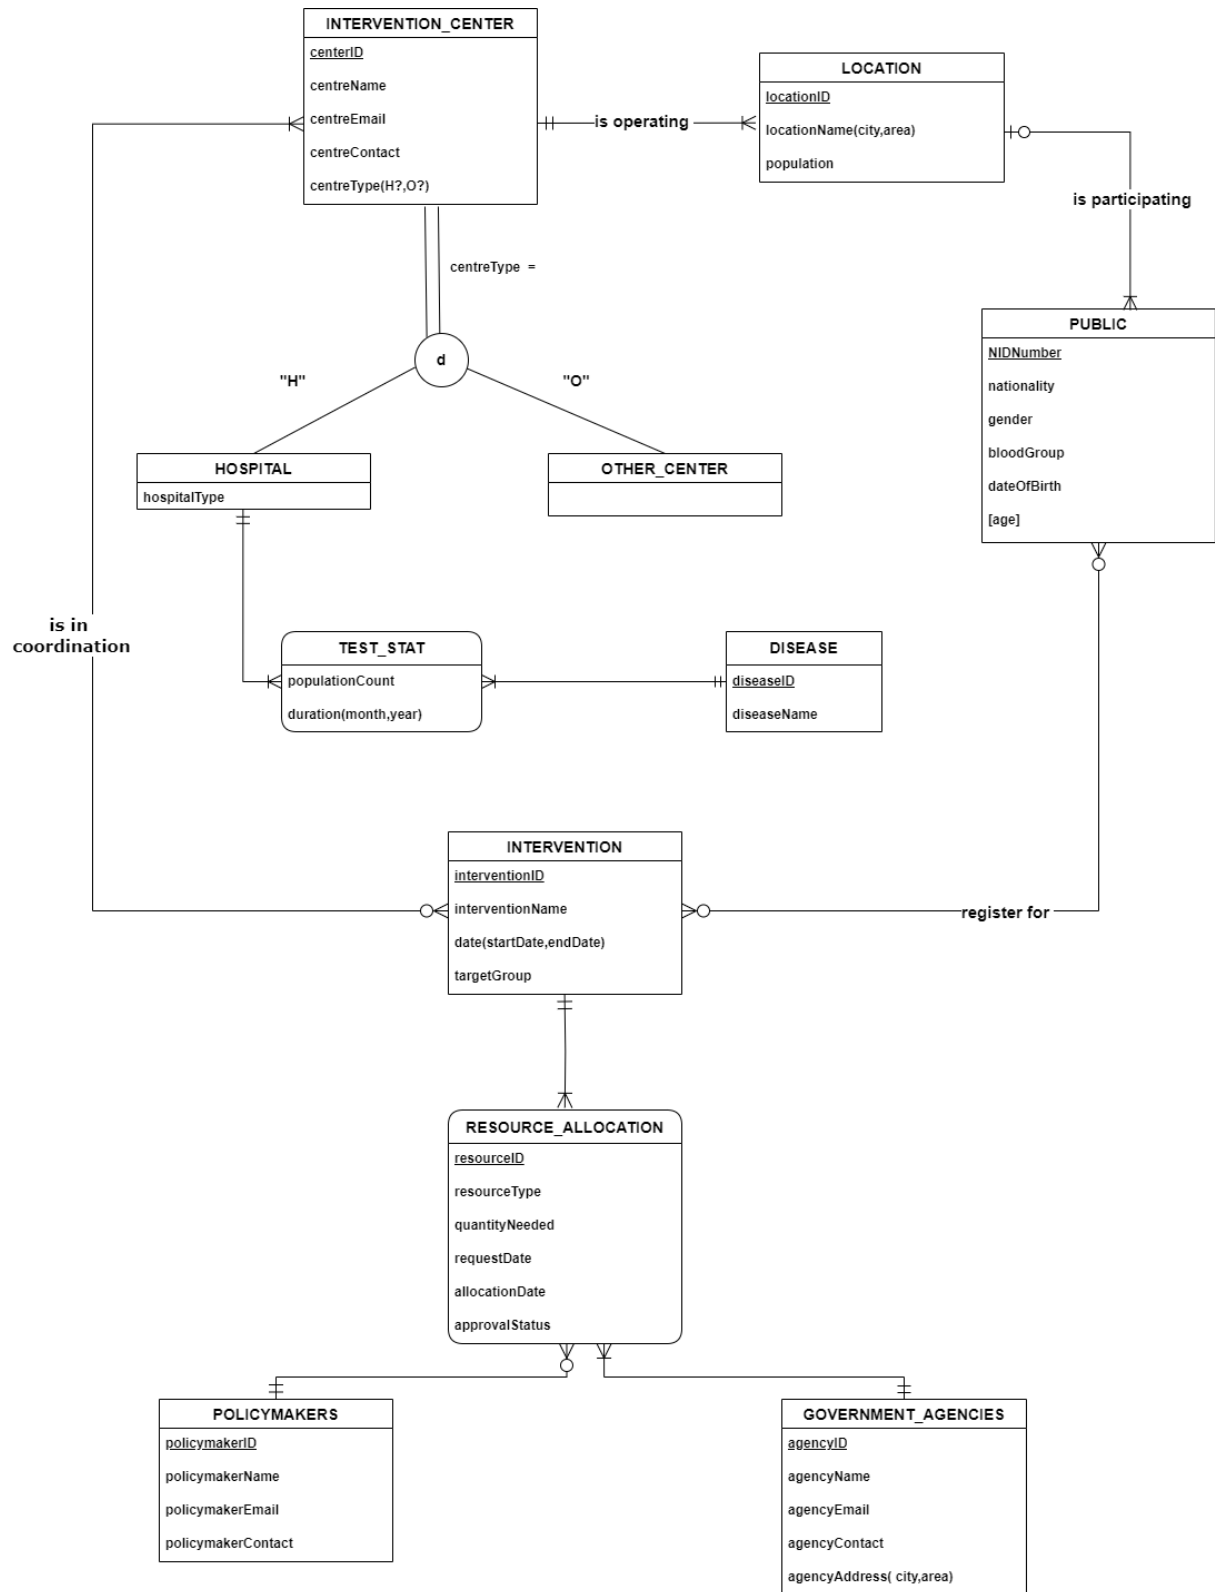 INTERVENTION_CENTER
centerID
centreName
centreEmail
centreContact
centreType(H?,O?)
is operating
LOCATION
locationID
locationName(city,area)
population
is participating
centreType =
d
"H"
"O"
PUBLIC
NIDNumber
nationality
gender
bloodGroup
dateOfBirth
[age]
HOSPITAL
hospitalType
OTHER_CENTER
is in
coordination
TEST_STAT
populationCount
duration(month,year)
DISEASE
diseaseID
diseaseName
INTERVENTION
interventionID
interventionName
date(startDate,endDate)
targetGroup
register for
RESOURCE_ALLOCATION
resourceID
resourceType
quantityNeeded
requestDate
allocationDate
approvalStatus
POLICYMAKERS
policymakerID
policymakerName
policymakerEmail
policymakerContact
GOVERNMENT_AGENCIES
agencyID
agencyName
agencyEmail
agencyContact
agencyAddress( city,area)